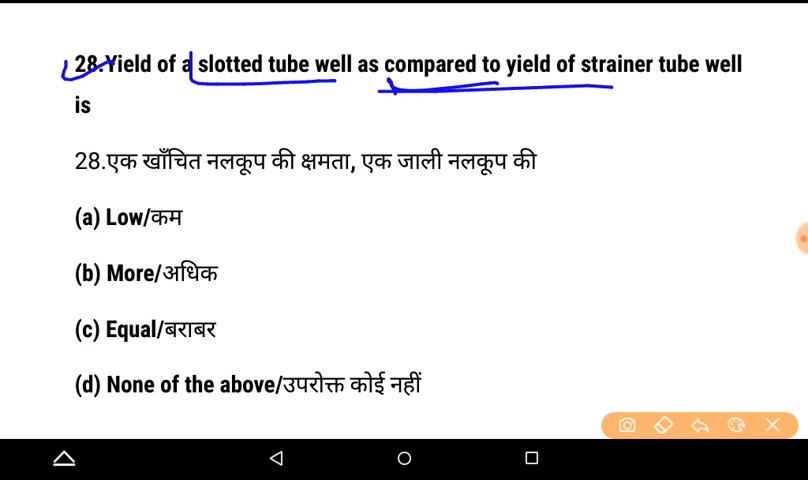 28.Yield of a slotted tube well as compared to yield of strainer tube well
is
28.एक खाँचित नलकूप की क्षमता, एक जाली नलकूप की
(a) Low/कम
(b) More/अधिक
(c) Equal/बराबर
(d) None of the above/उपरोक्त कोई नहीं